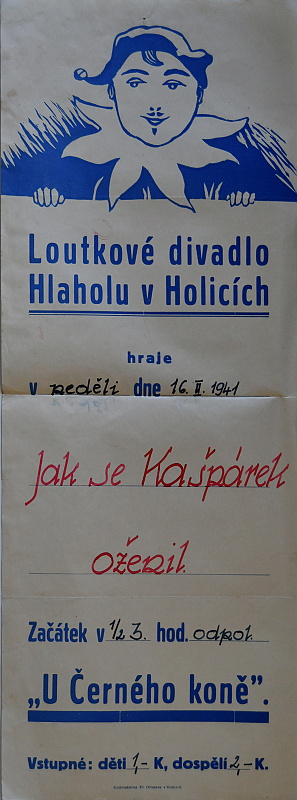 Loutkové divadlo
Hlaholu v Holicích
hraje
v neděli dne 16. II. 1941
Jak se Kašpárek
oženil.
Začátek v 1/2 3. hod. odpol.
„U Černého koně”.
Vstupné: děti 1,- K, dospělí 2,- K.